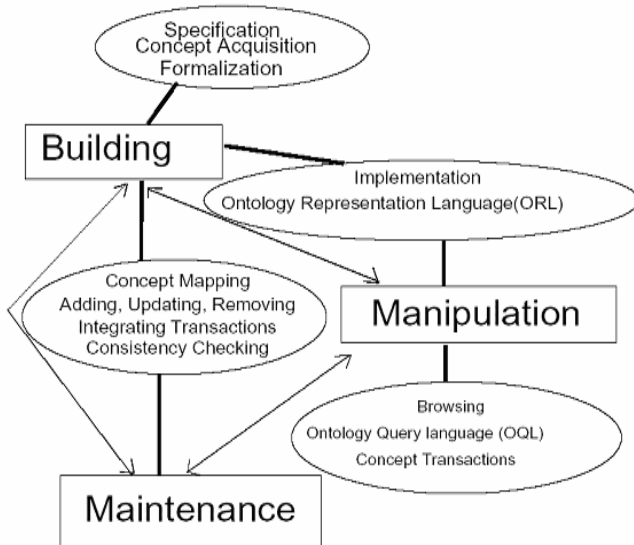 Specification
Concept Acquisition
Formalization
Building
Implementation
Ontology Representation Language(ORL)
Concept Mapping
Adding, Updating, Removing
Integrating Transactions
Consistency Checking
Manipulation
Browsing
Ontology Query language (OQL)
Concept Transactions
Maintenance